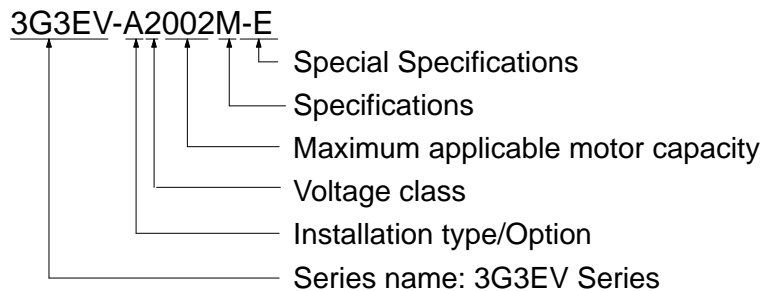 3G3EV-A2002M-E
Special Specifications
Specifications
Maximum applicable motor capacity
Voltage class
Installation type/Option
Series name: 3G3EV Series